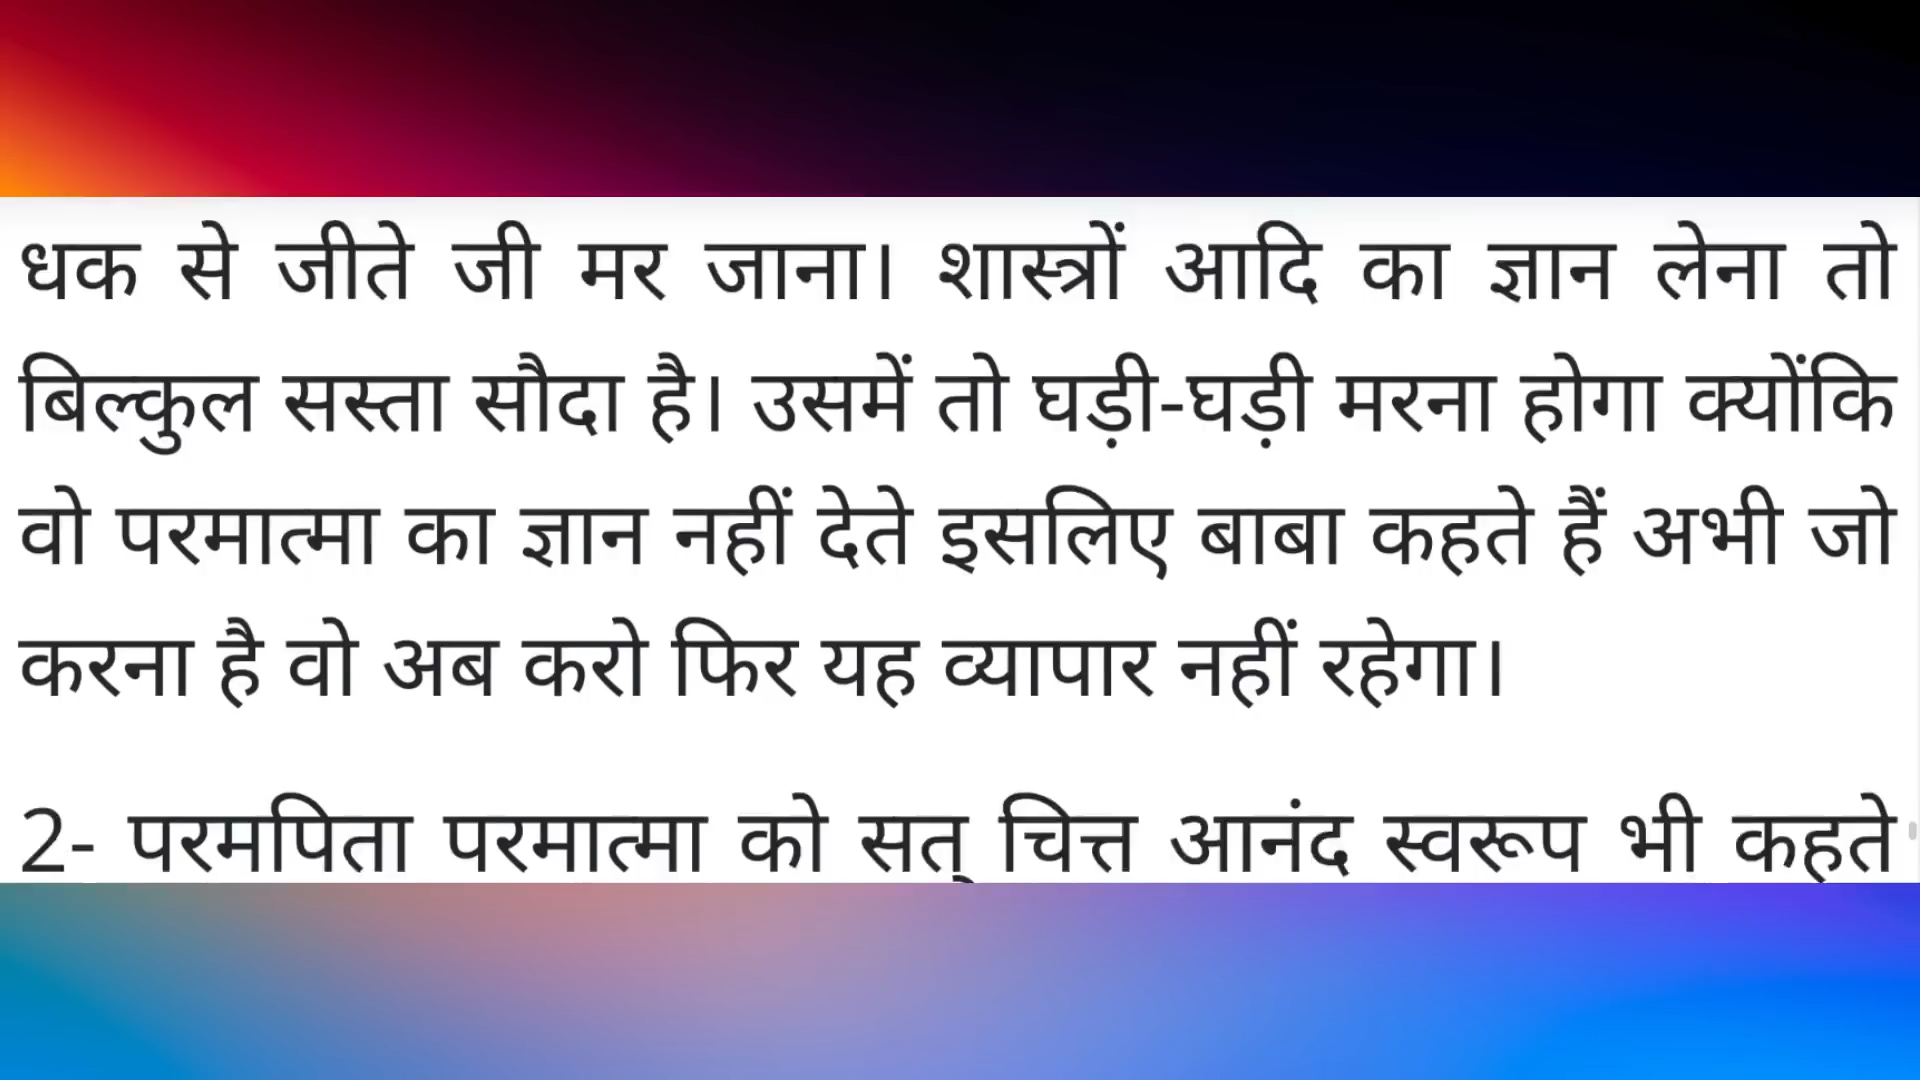 धक से जीते जी मर जाना। शास्त्रों आदि का ज्ञान लेना तो
बिल्कुल सस्ता सौदा है। उसमें तो घड़ी-घड़ी मरना होगा क्योंकि
वो परमात्मा का ज्ञान नहीं देते इसलिए बाबा कहते हैं अभी जो
करना है वो अब करो फिर यह व्यापार नहीं रहेगा।
2- परमपिता परमात्मा को सत् चित्त आनंद स्वरूप भी कहते